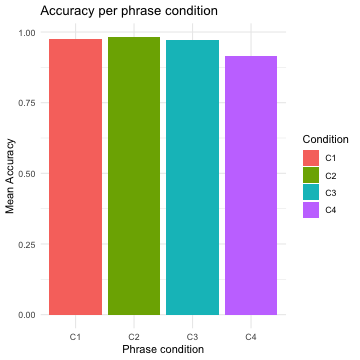 Accuracy per phrase condition
Mean Accuracy
1.00
0.75
0.50
0.25
0.00
C1 C2 C3 C4
Phrase condition
Condition
C1
C2
C3
C4